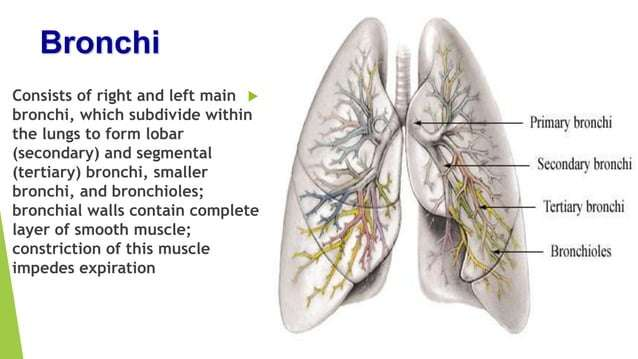 Bronchi
Consists of right and left main
bronchi, which subdivide within
the lungs to form lobar
(secondary) and segmental
(tertiary) bronchi, smaller
bronchi, and bronchioles;
bronchial walls contain complete
layer of smooth muscle;
constriction of this muscle
impedes expiration
Primary bronchi
Secondary bronchi
Tertiary bronchi
Bronchioles